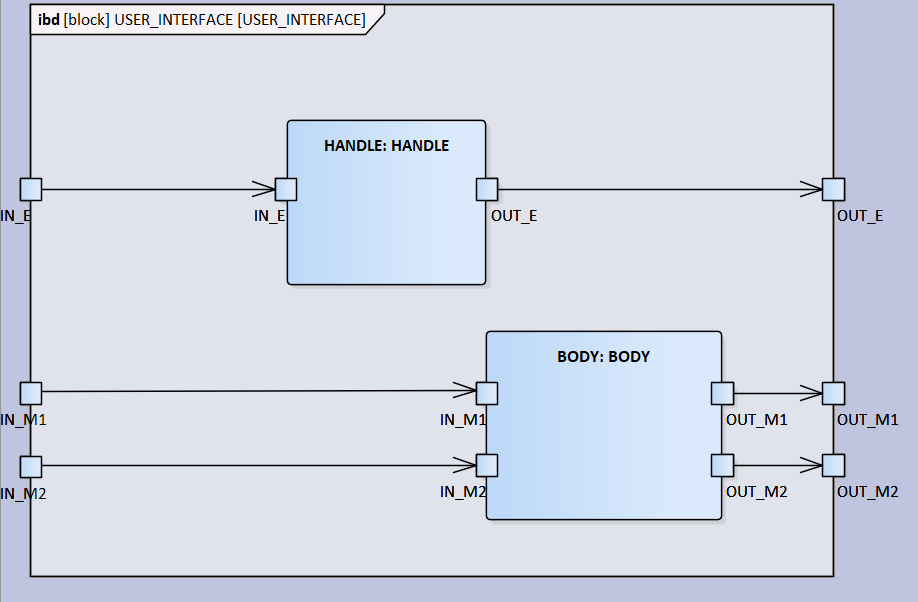 ibd [block] USER_INTERFACE [USER_INTERFACE]
HANDLE: HANDLE
IN_E
IN_E
OUT_E
OUT_E
BODY: BODY
IN_M1
IN_M1
OUT_M1
OUT_M1
IN_M2
IN_M2
OUT_M2
OUT_M2